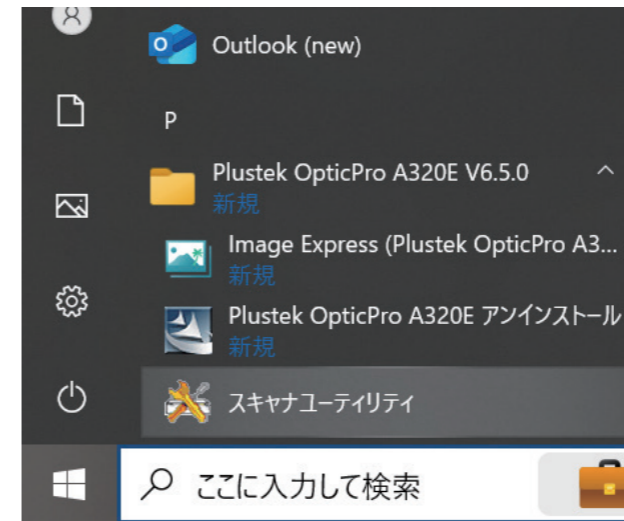 Outlook (new)
P
Plustek OpticPro A320E V6.5.0
新規
Image Express (Plustek OpticPro A3...
新規
Plustek OpticPro A320E アンインストール
新規
スキャナユーティリティ
ここに入力して検索